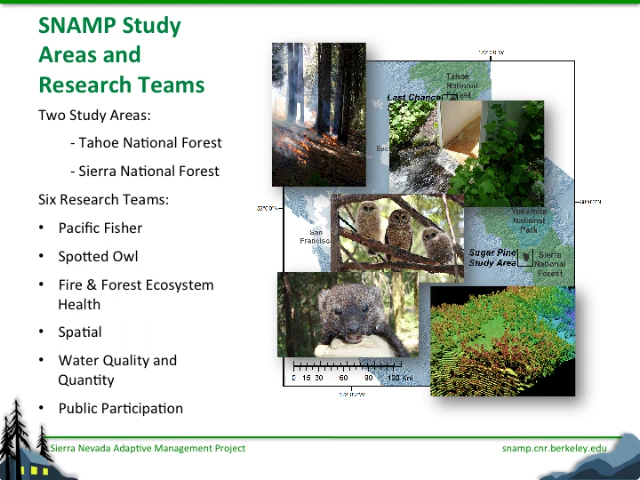 SNAMP Study
Areas and
Research Teams
Two Study Areas:
- Tahoe National Forest
- Sierra National Forest
Six Research Teams:
• Pacific Fisher
• Spotted Owl
• Fire & Forest Ecosystem
Health
• Spatial
• Water Quality and
Quantity
• Public Participation
Tahoe
National
Last Chance
Yosemite
National
Park
San
Francisco
Sugar Pine
Study Area
Sierra
National
Forest
0 15 30 60 90 120 Km
Sierra Nevada Adaptive Management Project
snamp.cnr.berkeley.edu